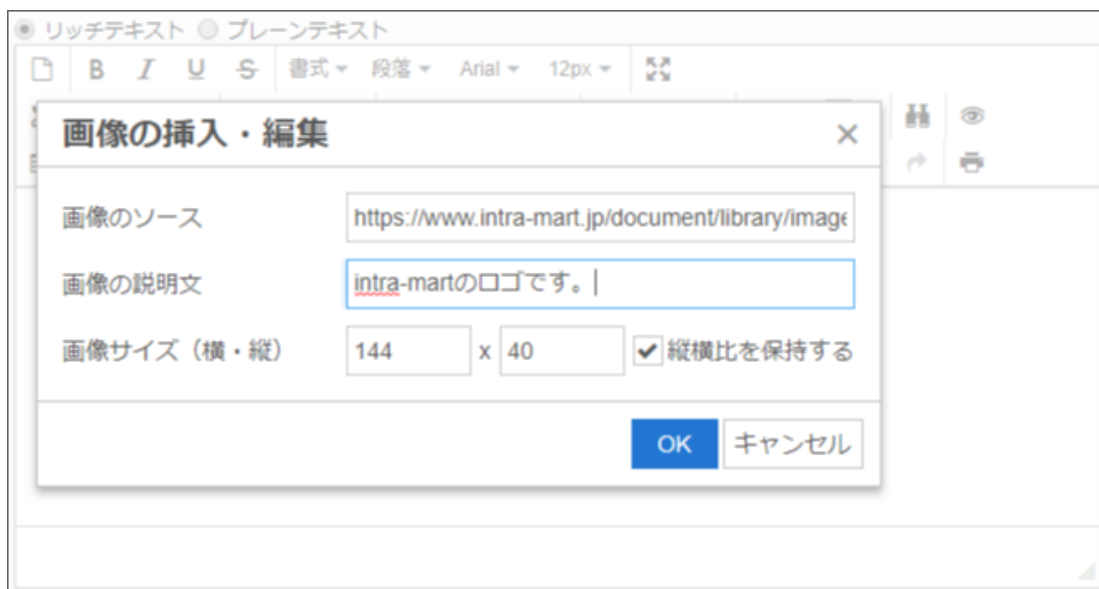 リッチテキスト プレーンテキスト
B I U S 書式 段落 Arial 12px
画像の挿入・編集 ×
画像のソース https://www.intra-mart.jp/document/library/image
画像の説明文 intra-martのロゴです。
画像サイズ（横・縦） 144 x 40 縦横比を保持する
OK キャンセル